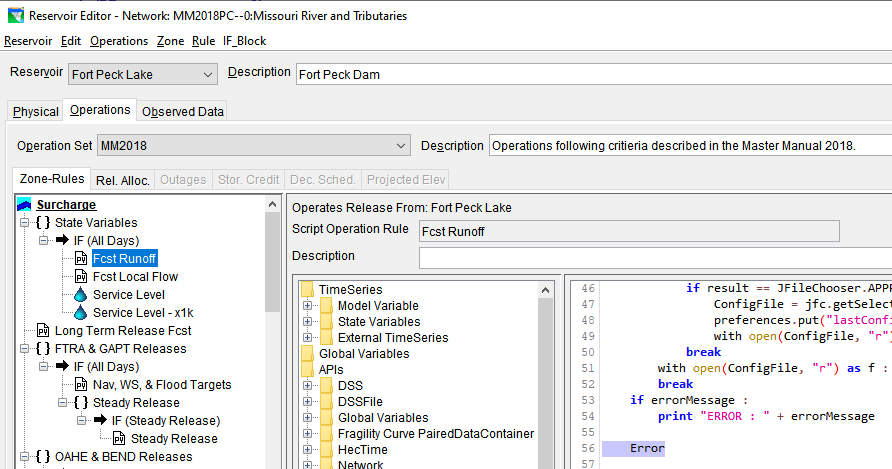 Reservoir Editor - Network: MM2018PC--0:Missouri River and Tributaries
Reservoir Edit Operations Zone Rule IF_Block
Reservoir Fort Peck Lake Description Fort Peck Dam
Physical Operations Observed Data
Operation Set MM2018 Description Operations following critieria described in the Master Manual 2018.
Zone-Rules Rel. Alloc. Outages Stor. Credit Dec. Sched. Projected Elev
Surcharge
{ } State Variables
IF (All Days)
Fcst Runoff
Fcst Local Flow
Service Level
Service Level - x1k
Long Term Release Fcst
{ } FTRA & GAPT Releases
IF (All Days)
Nav, WS, & Flood Targets
{ } Steady Release
IF (Steady Release)
Steady Release
{ } OAHE & BEND Releases
Operates Release From: Fort Peck Lake
Script Operation Rule Fcst Runoff
Description
TimeSeries
Model Variable
State Variables
External TimeSeries
Global Variables
APIs
DSS
DSSFile
Global Variables
Fragility Curve PairedDataContainer
HecTime
Network
46 if result == JFileChooser.APPR
47 ConfigFile = jfc.getSelect
48 preferences.put("lastConfi
49 with open(ConfigFile, "r")
50 break
51 with open(ConfigFile, "r") as f :
52 break
53 if errorMessage :
54 print "ERROR : " + errorMessage
55
56 Error